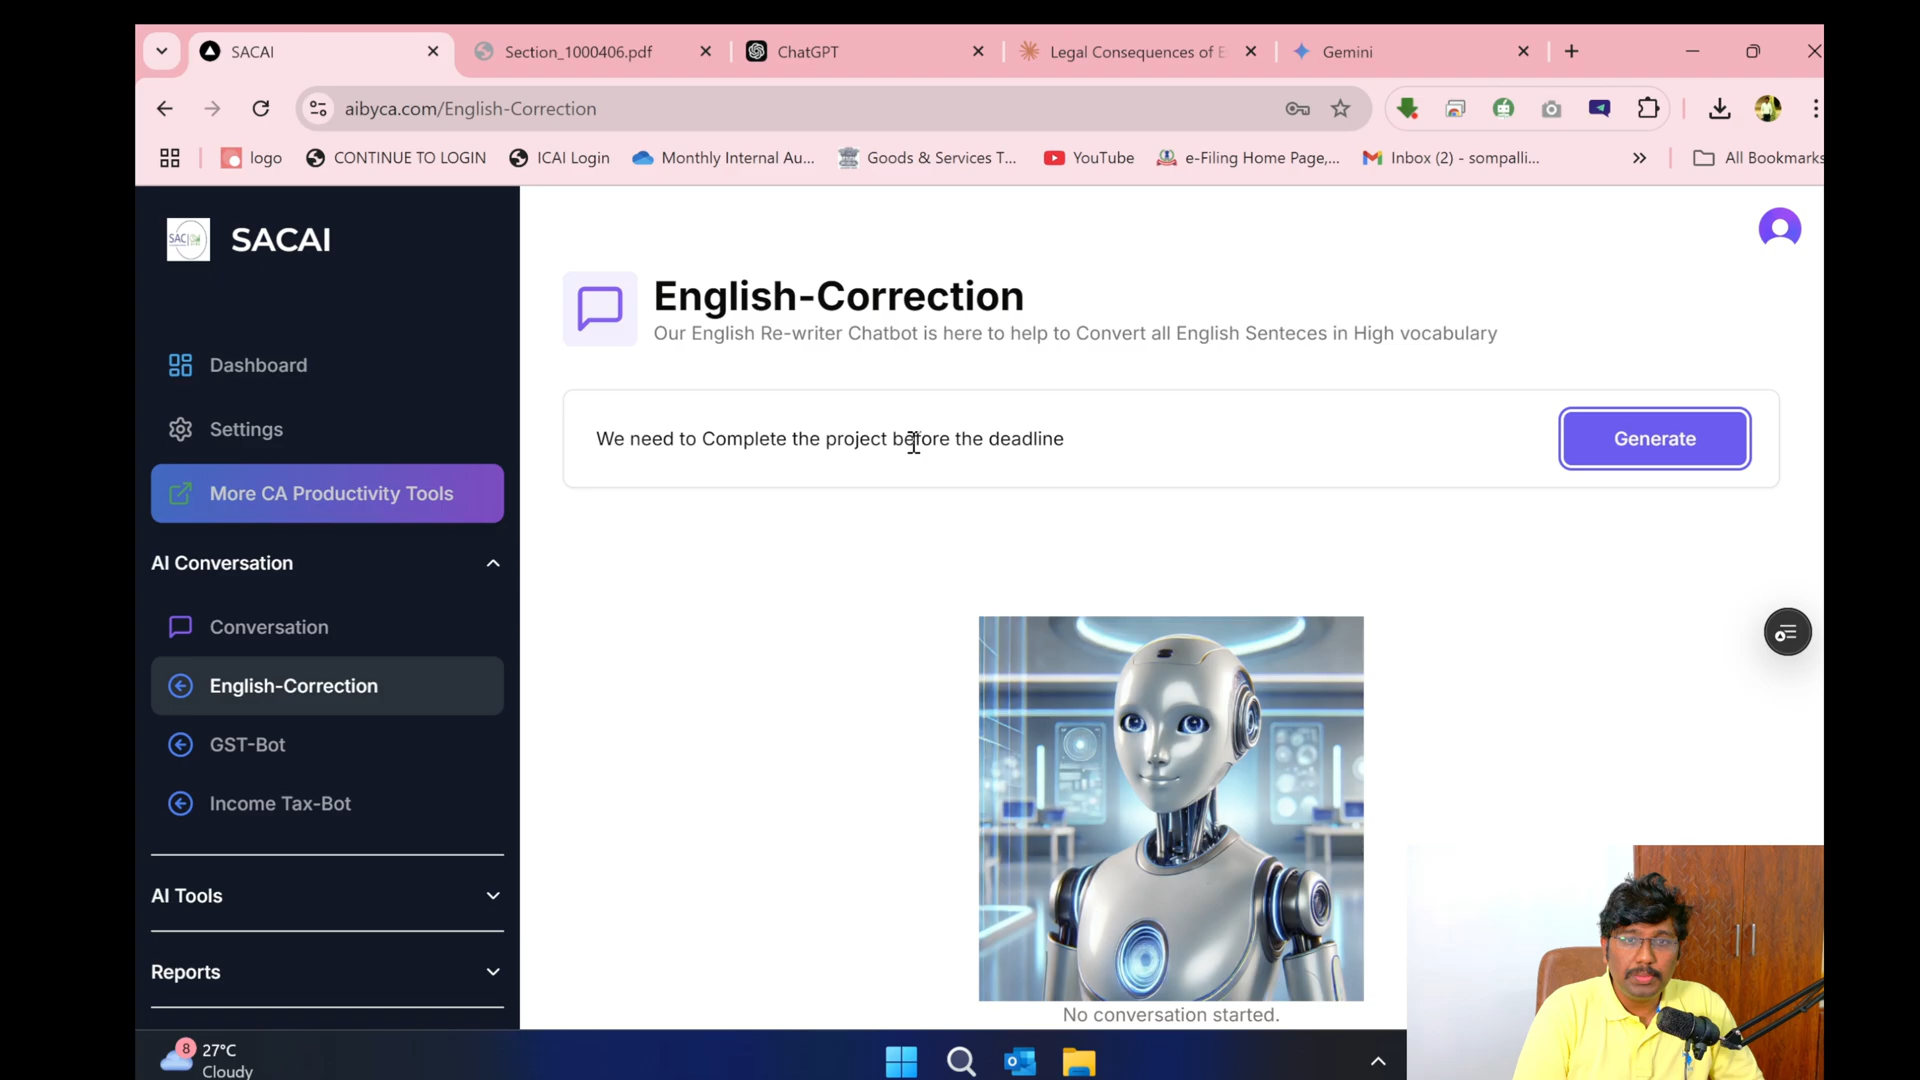 SACAI
Section_1000406.pdf
ChatGPT
Legal Consequences of E
Gemini
aibyca.com/English-Correction
logo
CONTINUE TO LOGIN
ICAI Login
Monthly Internal Au...
Goods & Services T...
YouTube
e-Filing Home Page,...
Inbox (2) - sompalli...
All Bookmarks
SACAI
SACAI
Dashboard
Settings
More CA Productivity Tools
AI Conversation
Conversation
English-Correction
GST-Bot
Income Tax-Bot
AI Tools
Reports
English-Correction
Our English Re-writer Chatbot is here to help to Convert all English Senteces in High vocabulary
We need to Complete the project before the deadline
Generate
No conversation started.
8
27°C
Cloudy